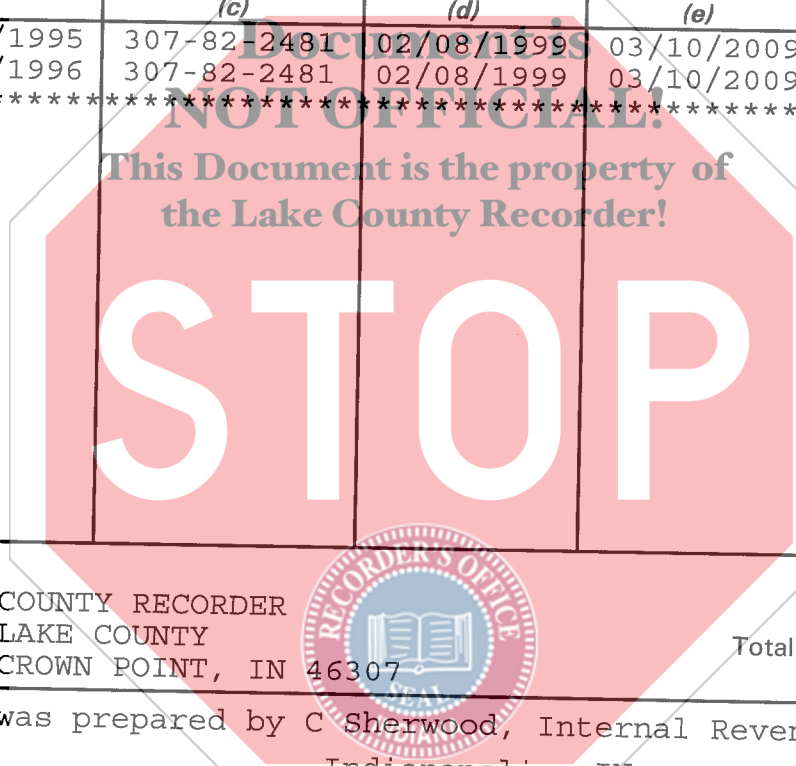 (c) (d) (e)
/1995 307-82-2481 02/08/1999 03/10/2009
/1996 307-82-2481 02/08/1999 03/10/2009
Document is
NOT OFFICIAL!
This Document is the property of
the Lake County Recorder!
STOP
RECORDER'S OFFICE
SEAL
INDIANA
COUNTY RECORDER
LAKE COUNTY
CROWN POINT, IN 46307
Total
was prepared by C Sherwood, Internal Reven